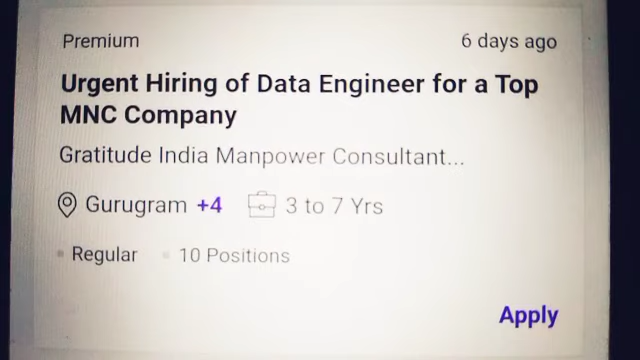 Premium 6 days ago
Urgent Hiring of Data Engineer for a Top
MNC Company
Gratitude India Manpower Consultant...
Gurugram +4 3 to 7 Yrs
Regular 10 Positions
Apply